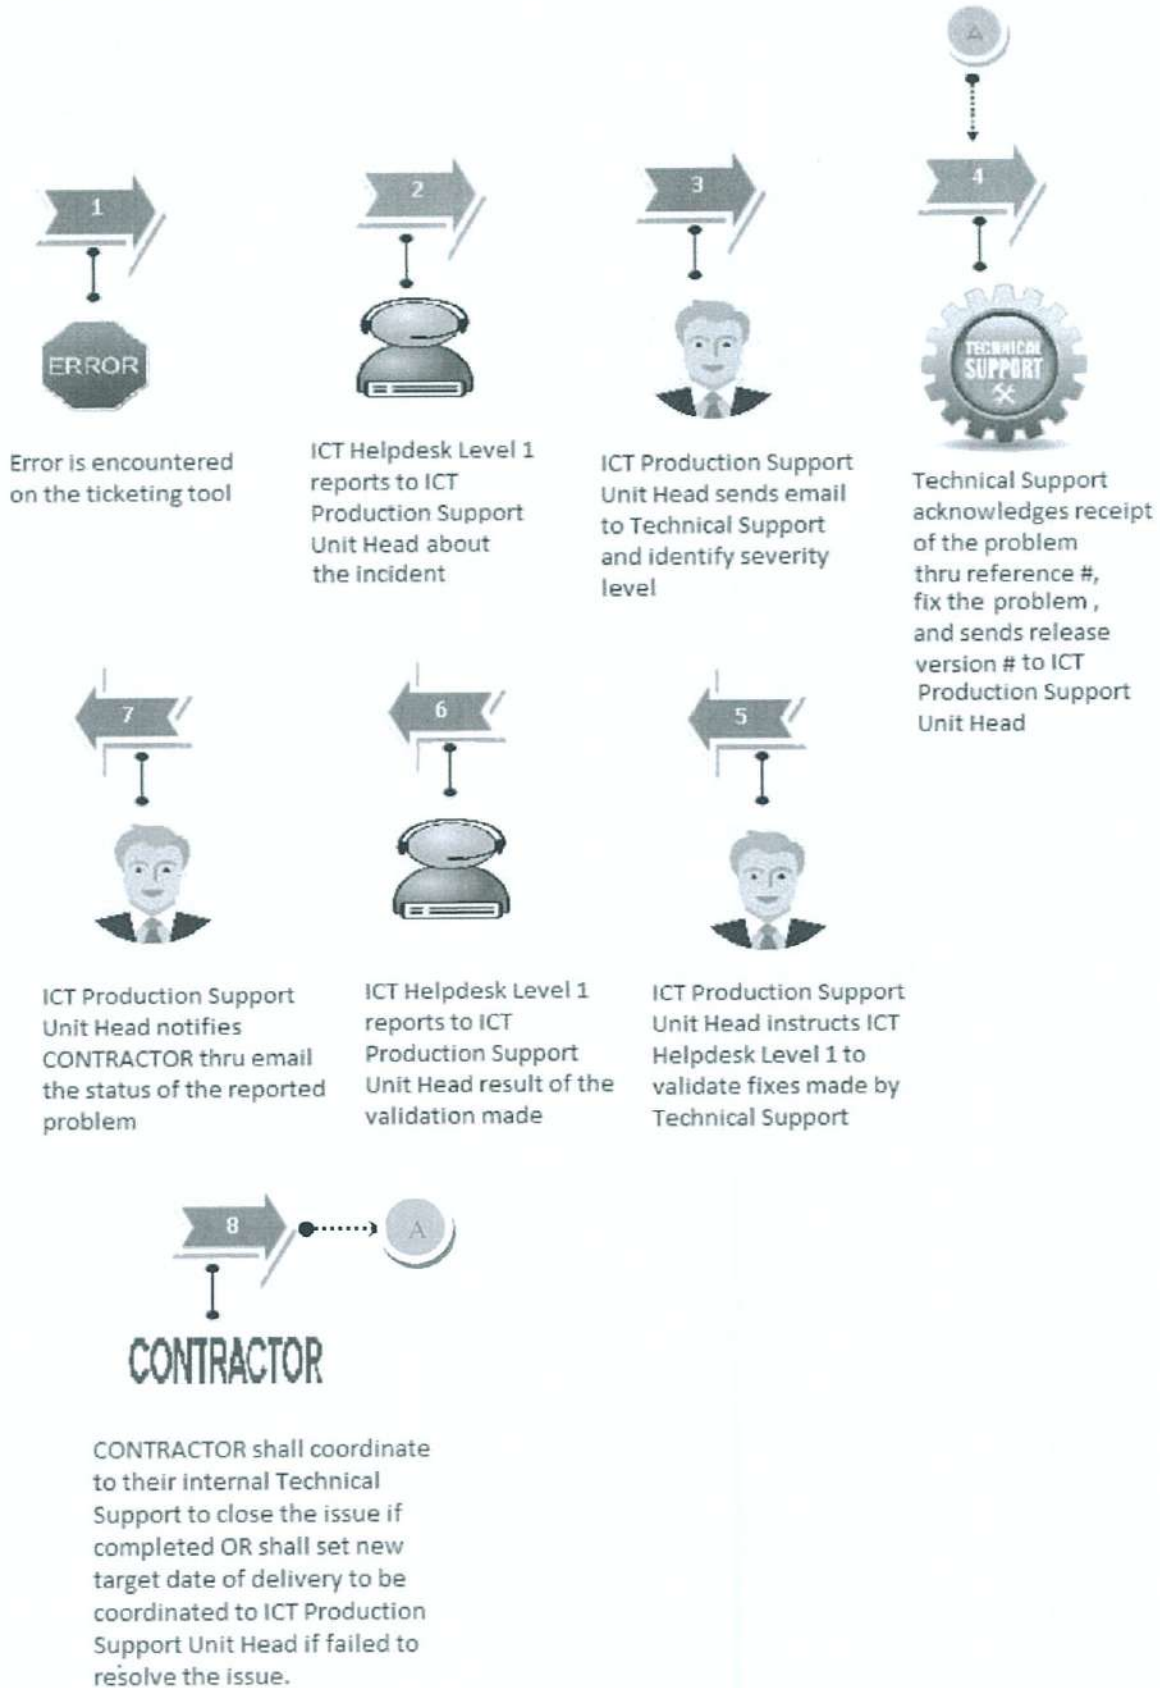 A
1
ERROR
Error is encountered
on the ticketing tool
2
ICT Helpdesk Level 1
reports to ICT
Production Support
Unit Head about
the incident
3
ICT Production Support
Unit Head sends email
to Technical Support
and identify severity
level
4
TECHNICAL
SUPPORT
Technical Support
acknowledges receipt
of the problem
thru reference #,
fix the problem ,
and sends release
version # to ICT
Production Support
Unit Head
5
ICT Production Support
Unit Head instructs ICT
Helpdesk Level 1 to
validate fixes made by
Technical Support
6
ICT Helpdesk Level 1
reports to ICT
Production Support
Unit Head result of the
validation made
7
ICT Production Support
Unit Head notifies
CONTRACTOR thru email
the status of the reported
problem
8
A
CONTRACTOR
CONTRACTOR shall coordinate
to their internal Technical
Support to close the issue if
completed OR shall set new
target date of delivery to be
coordinated to ICT Production
Support Unit Head if failed to
resolve the issue.